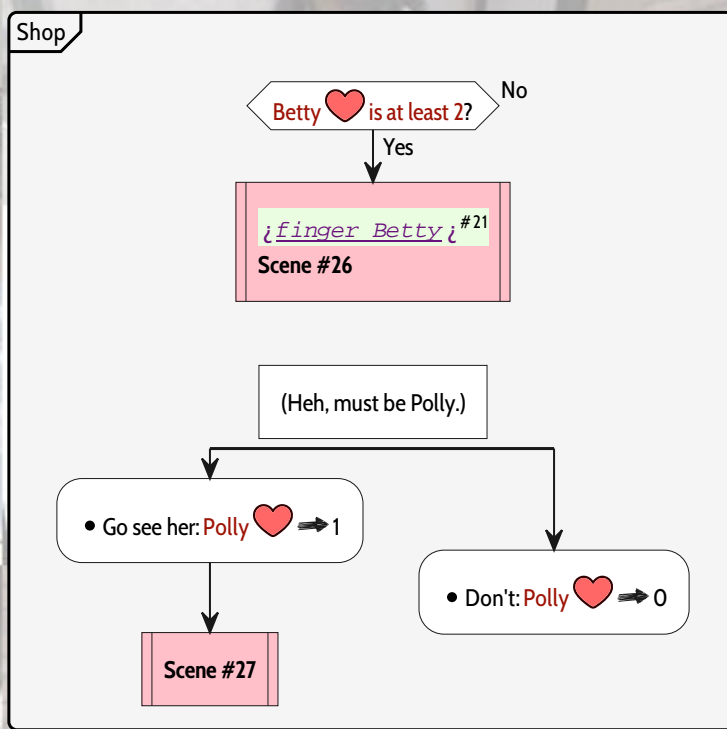 Shop
Betty ❤ is at least 2?
No
Yes
¿finger Betty¿#21
Scene #26
(Heh, must be Polly.)
• Go see her: Polly ❤ ➡ 1
• Don't: Polly ❤ ➡ 0
Scene #27